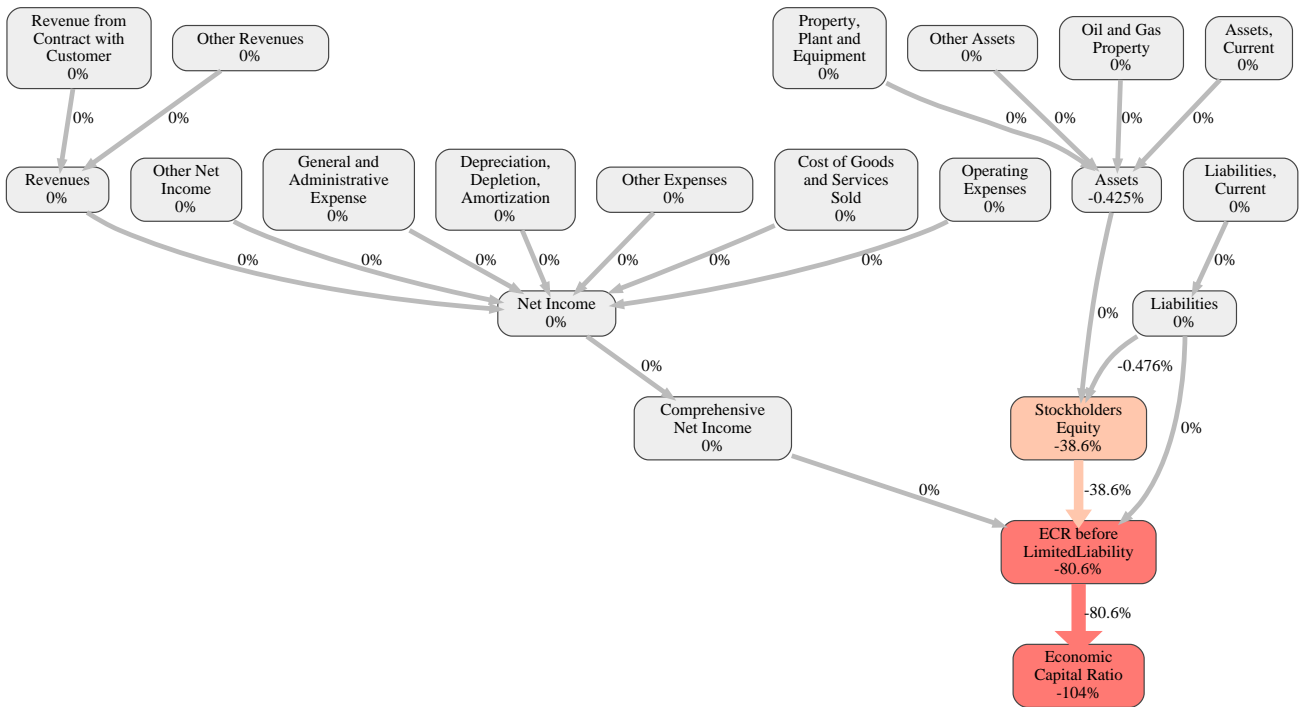 Revenue from
Contract with
Customer
0%
Other Revenues
0%
Property,
Plant and
Equipment
0%
Other Assets
0%
Oil and Gas
Property
0%
Assets,
Current
0%
0%
0%
0%
0%
0%
0%
Revenues
0%
Other Net
Income
0%
General and
Administrative
Expense
0%
Depreciation,
Depletion,
Amortization
0%
Other Expenses
0%
Cost of Goods
and Services
Sold
0%
Operating
Expenses
0%
Assets
-0.425%
Liabilities,
Current
0%
0%
0%
0%
0%
0%
0%
0%
0%
Net Income
0%
Liabilities
0%
0%
0%
-0.476%
Comprehensive
Net Income
0%
Stockholders
Equity
-38.6%
0%
0%
-38.6%
ECR before
LimitedLiability
-80.6%
-80.6%
Economic
Capital Ratio
-104%